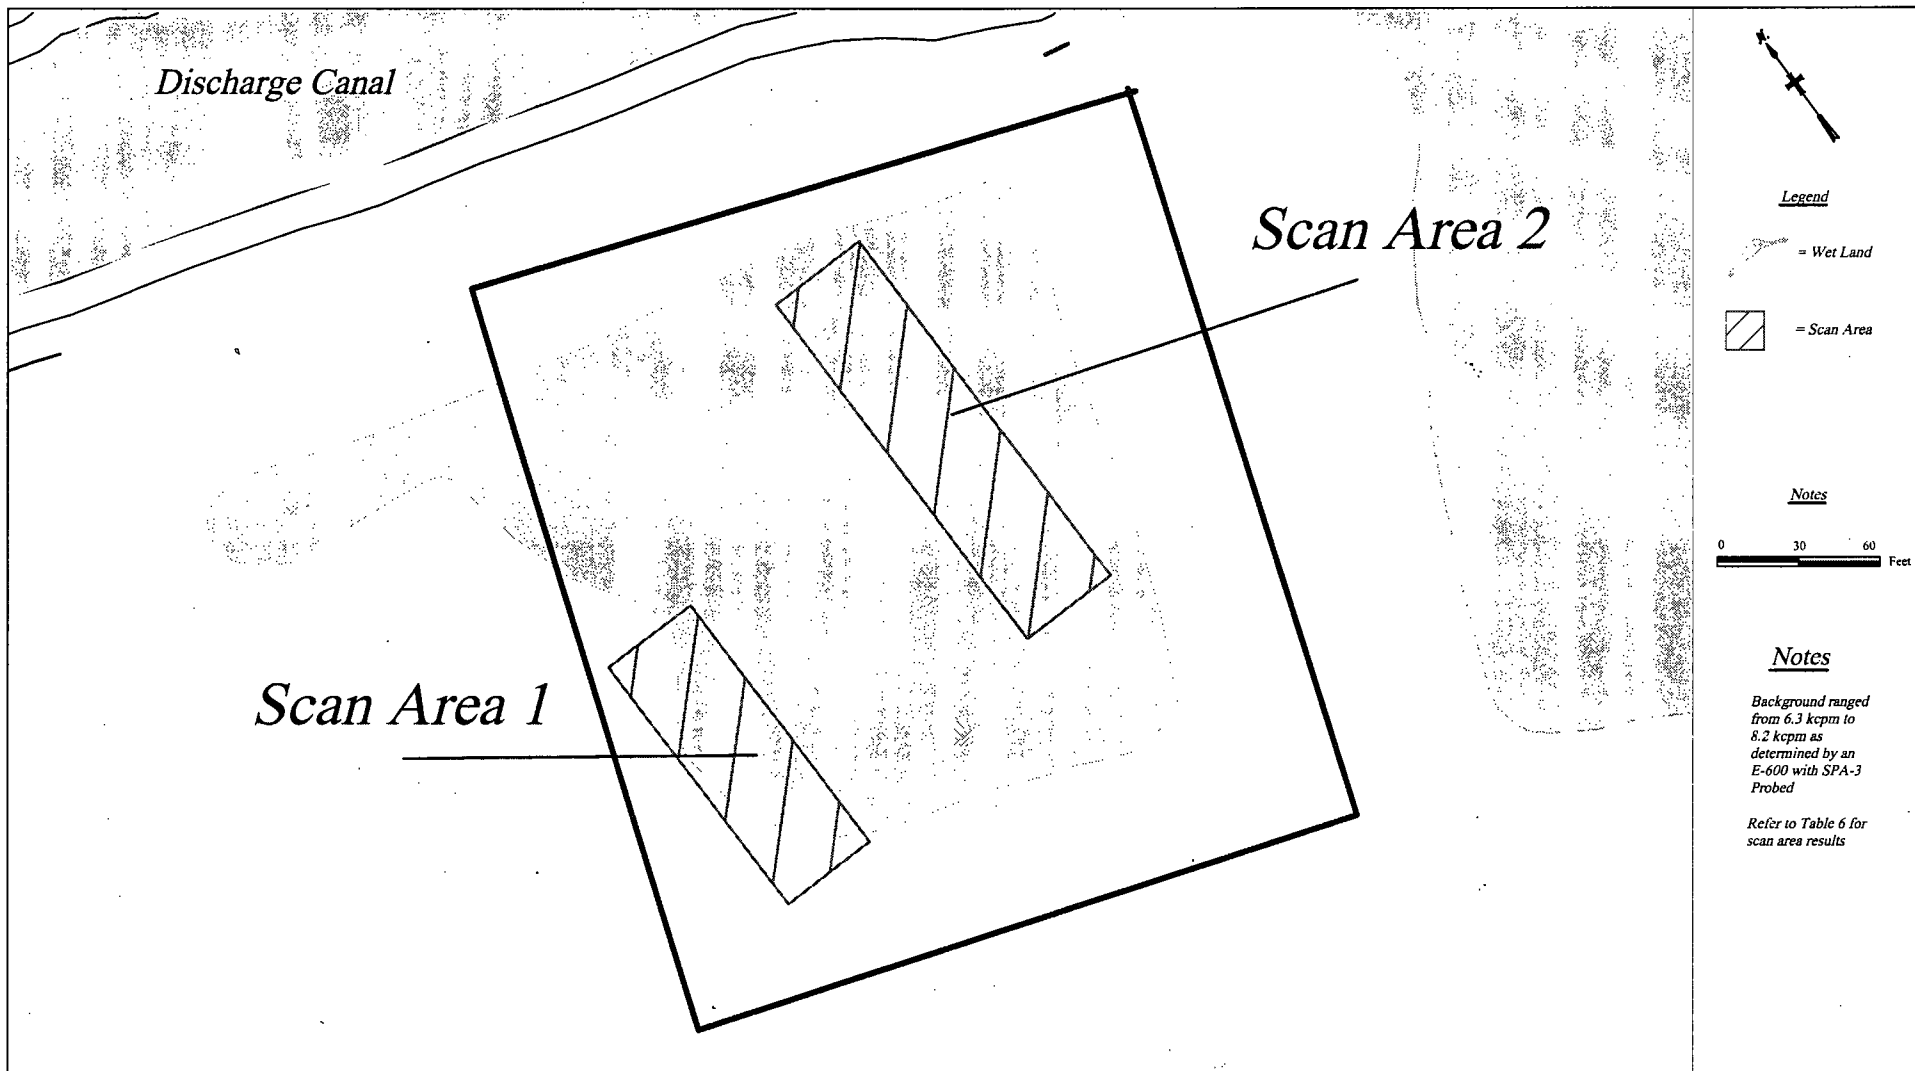 Discharge Canal
Scan Area 2
Scan Area 1
N
Legend
= Wet Land
= Scan Area
Notes
0 30 60
Feet
Notes
Background ranged
from 6.3 kcpm to
8.2 kcpm as
determined by an
E-600 with SPA-3
Probed
Refer to Table 6 for
scan area results